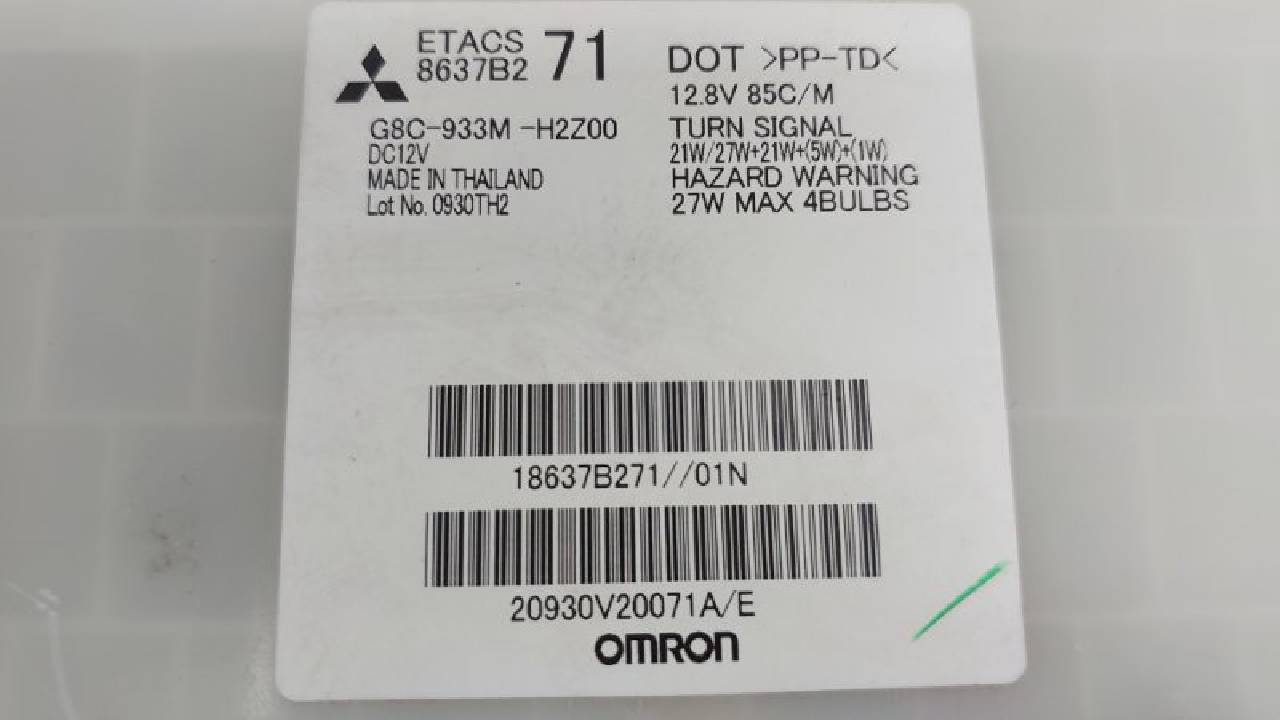 ETACS
8637B2 71
G8C-933M -H2Z00
DC12V
MADE IN THAILAND
Lot No. 0930TH2
DOT >PP-TD<
12.8V 85C/M
TURN SIGNAL
21W/27W+21W+(5W)+(1W)
HAZARD WARNING
27W MAX 4BULBS
18637B271//01N
20930V20071A/E
OMRON